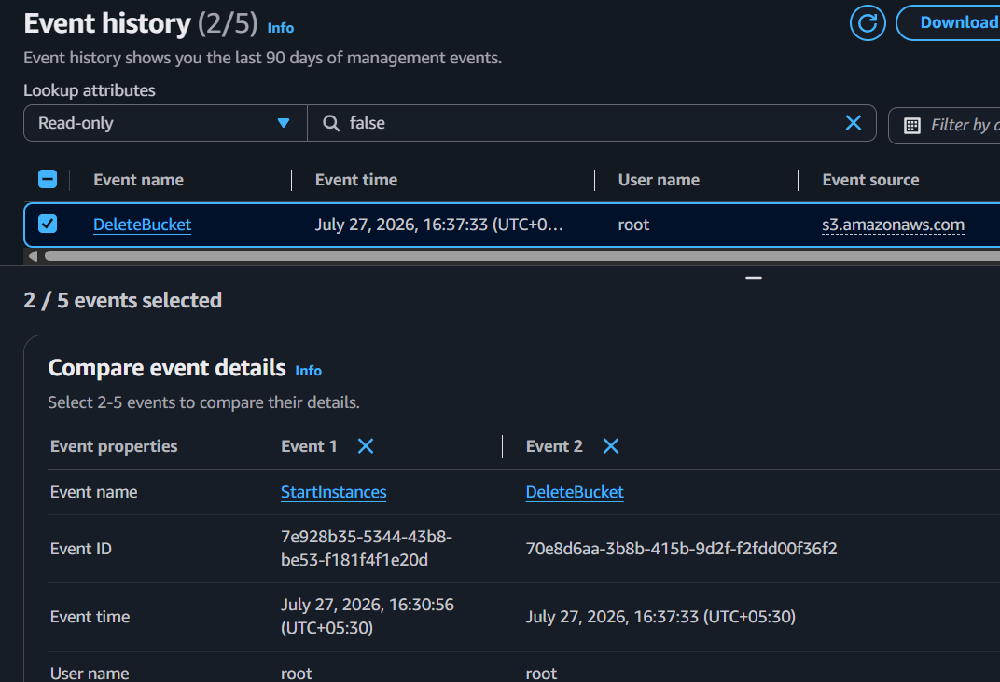 Event history (2/5) Info
Download
Event history shows you the last 90 days of management events.
Lookup attributes
Read-only false Filter by
Event name Event time User name Event source
DeleteBucket July 27, 2026, 16:37:33 (UTC+0... root s3.amazonaws.com
2 / 5 events selected
Compare event details Info
Select 2-5 events to compare their details.
Event properties Event 1 Event 2
Event name StartInstances DeleteBucket
Event ID 7e928b35-5344-43b8-
be53-f181f4f1e20d 70e8d6aa-3b8b-415b-9d2f-f2fdd00f36f2
Event time July 27, 2026, 16:30:56
(UTC+05:30) July 27, 2026, 16:37:33 (UTC+05:30)
User name root root